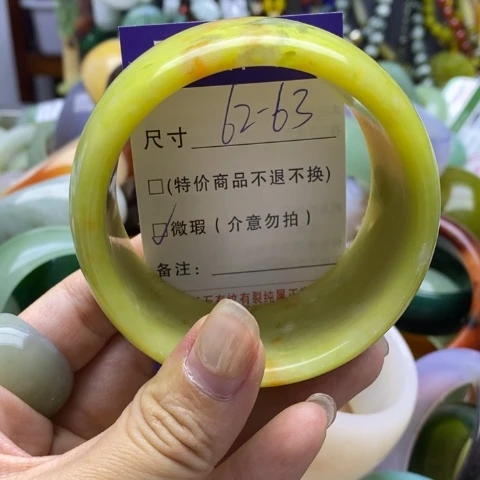 尺寸 62-63
□(特价商品不退不换)
☑微瑕(介意勿拍)
备注: